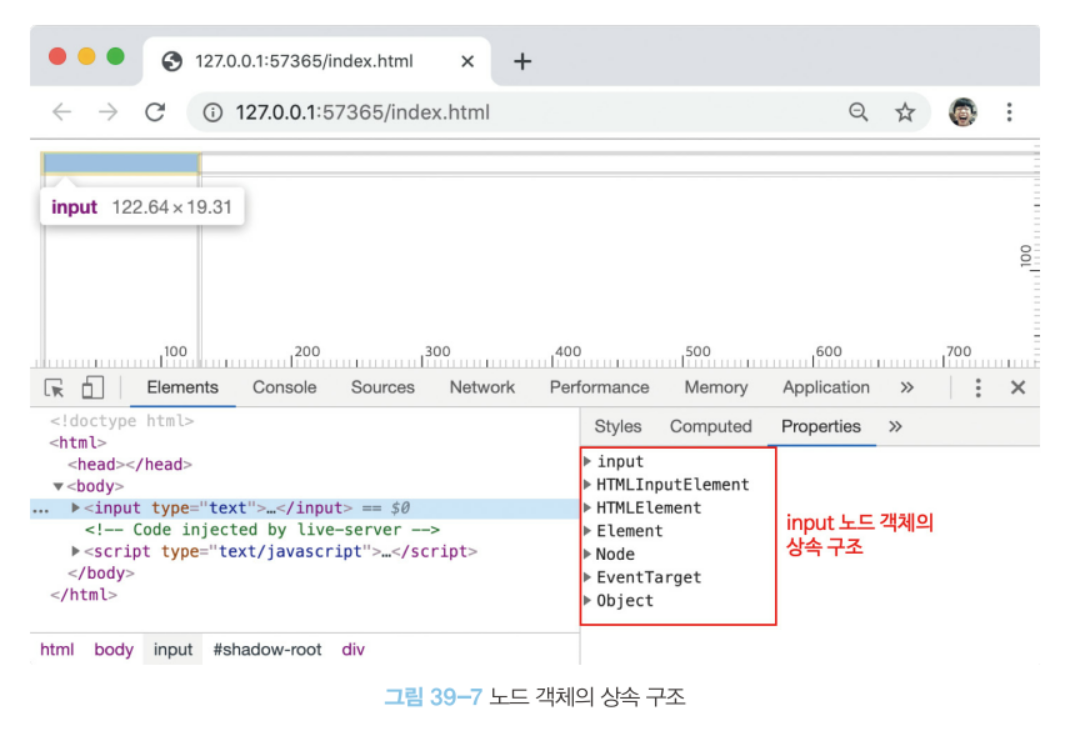 127.0.0.1:57365/index.html
127.0.0.1:57365/index.html
input 122.64 × 19.31
100
100 200 300 400 500 600 700
Elements Console Sources Network Performance Memory Application »
<!doctype html>
<html>
<head></head>
▼<body>
... ▶<input type="text">…</input> == $0
<!-- Code injected by live-server -->
▶<script type="text/javascript">…</script>
</body>
</html>
html body input #shadow-root div
Styles Computed Properties »
▶ input
▶ HTMLInputElement
▶ HTMLElement
▶ Element
▶ Node
▶ EventTarget
▶ Object
input 노드 객체의
상속 구조
그림 39–7 노드 객체의 상속 구조